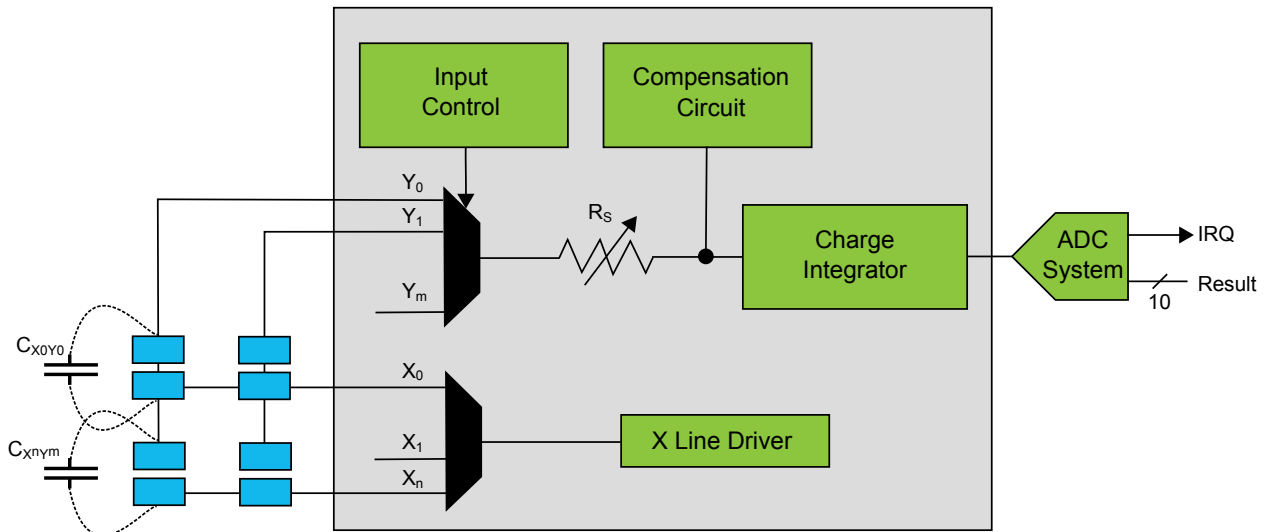 Input
Control
Compensation
Circuit
Y0
Y1
Ym
RS
Charge
Integrator
ADC
System
IRQ
Result
10
CX0Y0
CXnYm
X0
X1
Xn
X Line Driver